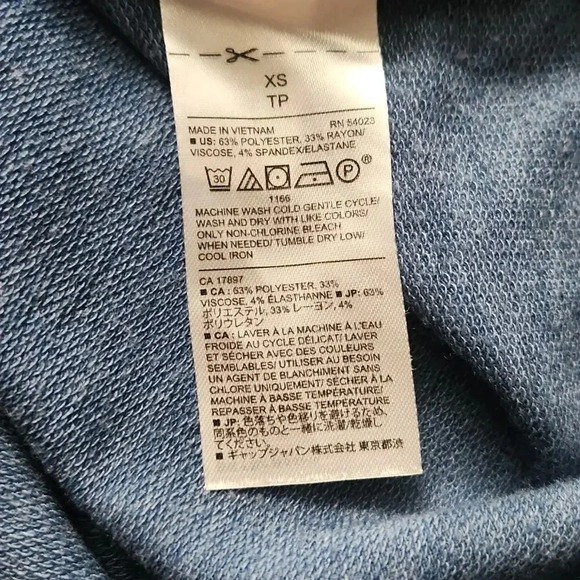 XS
TP
MADE IN VIETNAM RN 54023
■ US: 63% POLYESTER, 33% RAYON/
VISCOSE, 4% SPANDEX/ELASTANE
30 P ®
1166
MACHINE WASH COLD GENTLE CYCLE/
WASH AND DRY WITH LIKE COLORS/
ONLY NON-CHLORINE BLEACH
WHEN NEEDED/ TUMBLE DRY LOW/
COOL IRON
CA 17897
■ CA : 63% POLYESTER, 33%
VISCOSE, 4% ÉLASTHANNE ■ JP: 63%
ポリエステル, 33% レーヨン, 4%
ポリウレタン
■ CA : LAVER À LA MACHINE À L'EAU
FROIDE AU CYCLE DÉLICAT/ LAVER
ET SÉCHER AVEC DES COULEURS
SEMBLABLES/ UTILISER AU BESOIN
UN AGENT DE BLANCHIMENT SANS
CHLORE UNIQUEMENT/ SÉCHER À LA
MACHINE À BASSE TEMPÉRATURE/
REPASSER À BASSE TEMPÉRATURE
■ JP: 色落ちや色移りを避けるため,
同系色のものと一緒に洗濯/乾燥し
てください.
■ ギャップジャパン株式会社 東京都渋